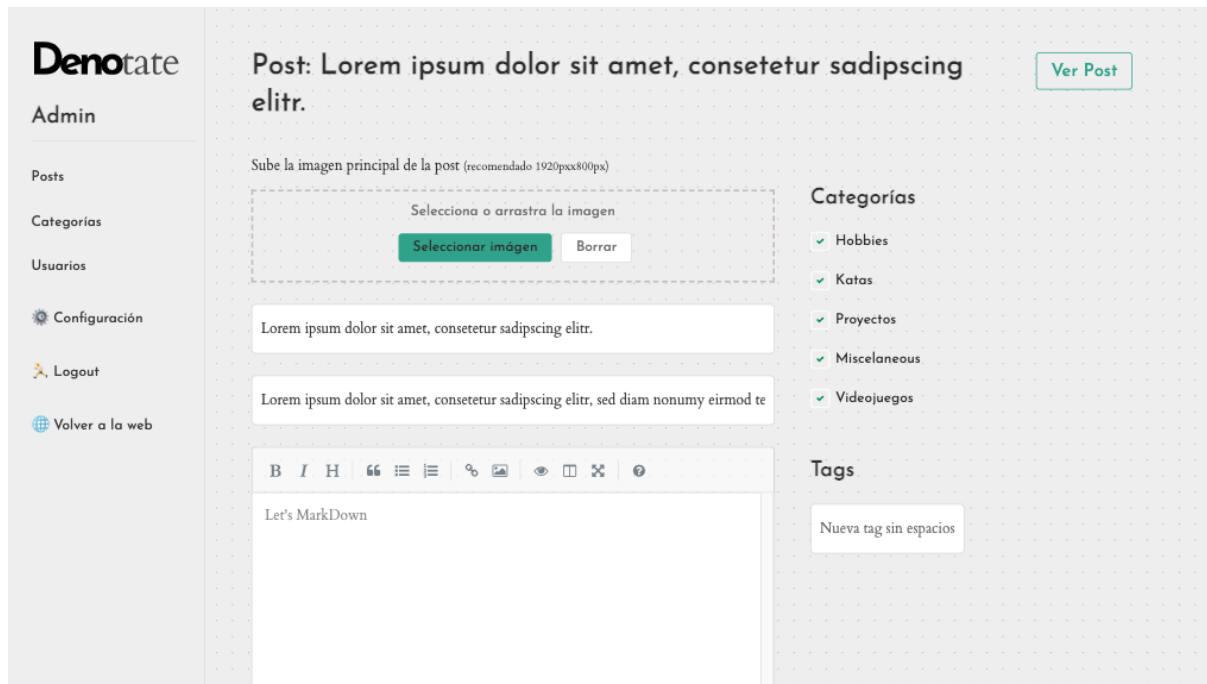 Denotate
Admin
Posts
Categorías
Usuarios
Configuración
Logout
Volver a la web
Post: Lorem ipsum dolor sit amet, consetetur sadipscing
elitr.
Ver Post
Sube la imagen principal de la post (recomendado 1920pxx800px)
Selecciona o arrastra la imagen
Seleccionar imágen
Borrar
Lorem ipsum dolor sit amet, consetetur sadipscing elitr.
Lorem ipsum dolor sit amet, consetetur sadipscing elitr, sed diam nonumy eirmod te
B I H
Let's MarkDown
Categorías
Hobbies
Katas
Proyectos
Miscelaneous
Videojuegos
Tags
Nueva tag sin espacios